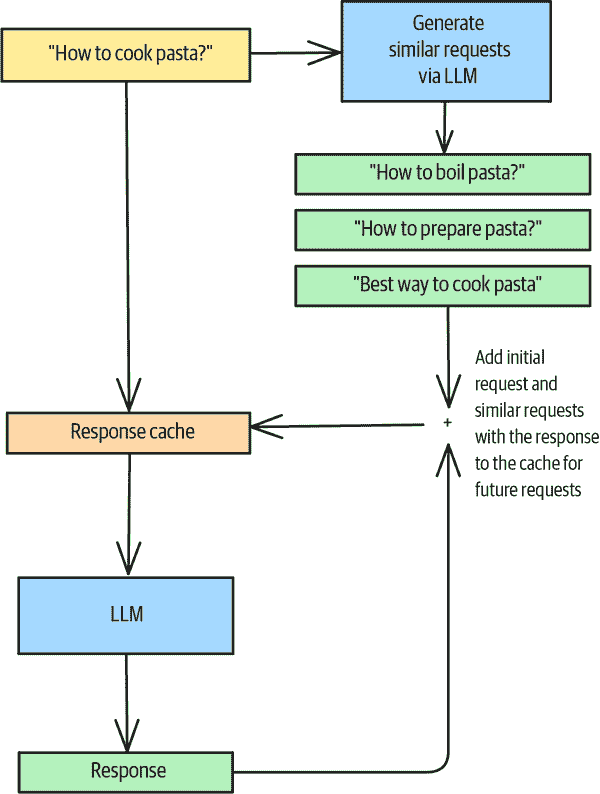 "How to cook pasta?"
Generate
similar requests
via LLM
"How to boil pasta?"
"How to prepare pasta?"
"Best way to cook pasta"
Add initial
request and
similar requests
with the response
to the cache for
future requests
+
Response cache
LLM
Response